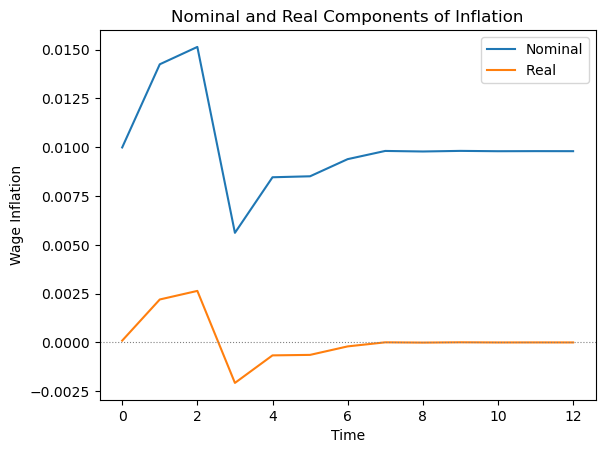 Nominal and Real Components of Inflation
Nominal
Real
Wage Inflation
0.0150
0.0125
0.0100
0.0075
0.0050
0.0025
0.0000
−0.0025
0 2 4 6 8 10 12
Time